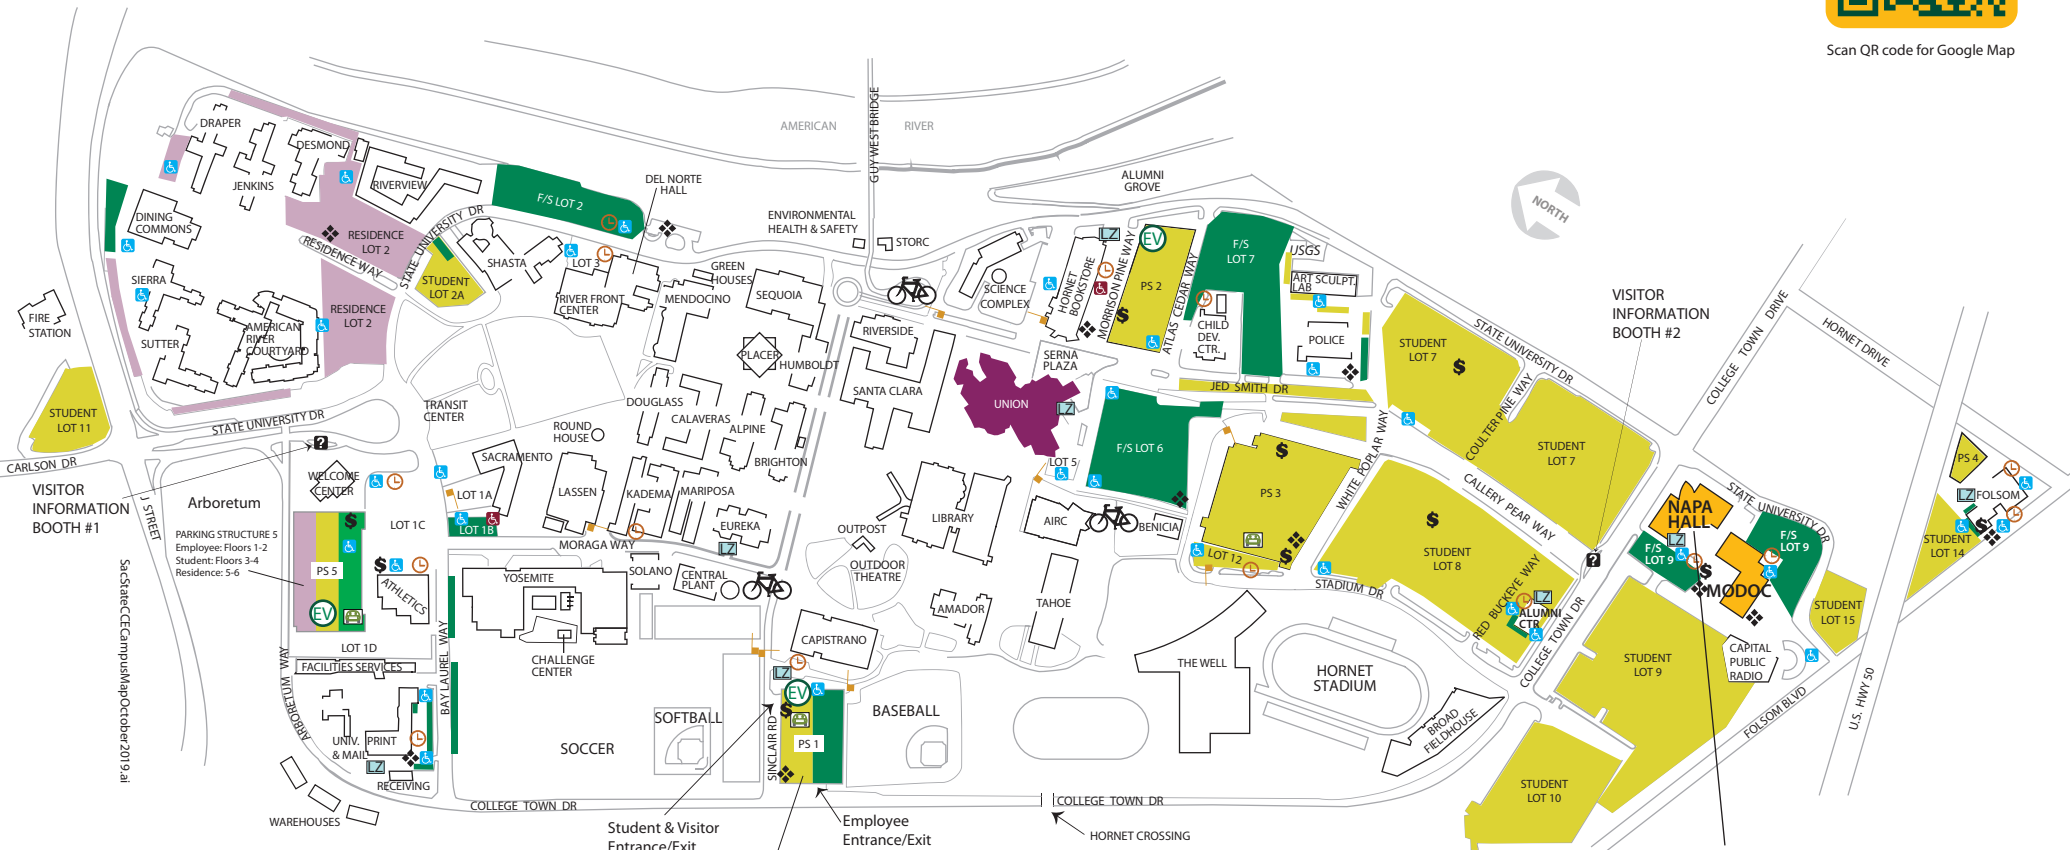 Scan QR code for Google Map
AMERICAN RIVER
GUY WEST BRIDGE
ALUMNI
GROVE
NORTH
DRAPER
DESMOND
JENKINS
RIVERVIEW
DINING
COMMONS
F/S LOT 2
DEL NORTE
HALL
ENVIRONMENTAL
HEALTH & SAFETY
STORC
RESIDENCE
LOT 2
RESIDENCE WAY
STATE UNIVERSITY DR
SHASTA
LOT 3
STUDENT
LOT 2A
RIVER FRONT
CENTER
GREEN
HOUSES
MENDOCINO
SEQUOIA
SIERRA
SUTTER
AMERICAN
RIVER
COURTYARD
RESIDENCE
LOT 2
FIRE
STATION
PLACER
HUMBOLDT
RIVERSIDE
SANTA CLARA
SCIENCE
COMPLEX
HORNET
BOOKSTORE
LZ
MORRISON PINE WAY
EV
PS 2
$
ATLAS CEDAR WAY
F/S
LOT 7
USGS
ART SCULPT.
LAB
CHILD
DEV.
CTR.
POLICE
SERNA
PLAZA
JED SMITH DR
STUDENT
LOT 7
$
STATE UNIVERSITY DR
VISITOR
INFORMATION
BOOTH #2
COLLEGE TOWN DRIVE
HORNET DRIVE
STUDENT
LOT 11
CARLSON DR
STATE UNIVERSITY DR
?
TRANSIT
CENTER
DOUGLASS
CALAVERAS
ALPINE
BRIGHTON
ROUND
HOUSE
UNION
LZ
F/S LOT 6
LOT 5
WHITE POPLAR WAY
COULTER PINE WAY
STUDENT
LOT 7
CALLERY PEAR WAY
VISITOR
INFORMATION
BOOTH #1
J STREET
Arboretum
WELCOME
CENTER
SACRAMENTO
LOT 1A
LOT 1B
LOT 1C
LASSEN
KADEMA
MARIPOSA
EUREKA
LZ
MORAGA WAY
OUTPOST
LIBRARY
AIRC
BENICIA
PS 3
$
$
LOT 12
STUDENT
LOT 8
$
?
NAPA
HALL
LZ
F/S
LOT 9
$
MODOC
STATE UNIVERSITY DR
F/S
LOT 9
STUDENT
LOT 15
PS 4
LZ FOLSOM
$
STUDENT
LOT 14
PARKING STRUCTURE 5
Employee: Floors 1-2
Student: Floors 3-4
Residence: 5-6
$
PS 5
EV
$
ATHLETICS
YOSEMITE
SOLANO
CENTRAL
PLANT
OUTDOOR
THEATRE
AMADOR
TAHOE
STADIUM DR
RED BUCKEYE WAY
LZ
ALUMNI
CTR
COLLEGE TOWN DR
SacStateCCECampusMapOctober2019.ai
LOT 1D
FACILITIES SERVICES
ARBORETUM WAY
BAY LAUREL WAY
CHALLENGE
CENTER
CAPISTRANO
LZ
THE WELL
HORNET
STADIUM
STUDENT
LOT 9
CAPITAL
PUBLIC
RADIO
FOLSOM BLVD
U.S. HWY 50
UNIV. PRINT
& MAIL
LZ
RECEIVING
SOCCER
SOFTBALL
SINCLAIR RD
EV
$
PS 1
BASEBALL
BROAD
FIELDHOUSE
STUDENT
LOT 10
WAREHOUSES
COLLEGE TOWN DR
COLLEGE TOWN DR
HORNET CROSSING
Student & Visitor
Entrance/Exit
Employee
Entrance/Exit